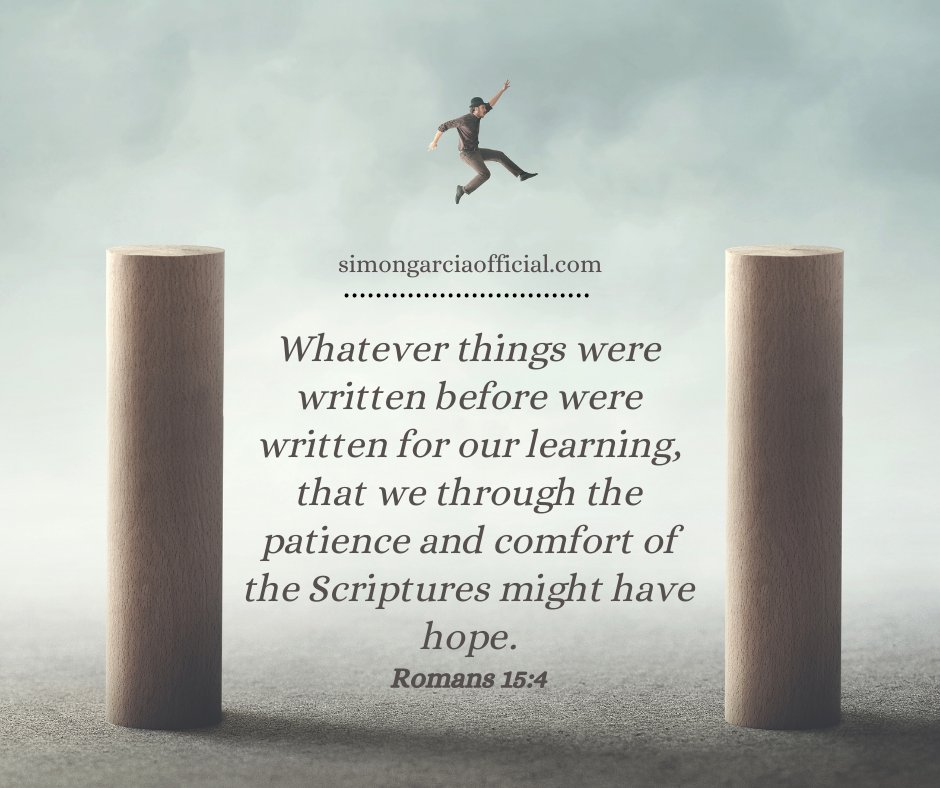 simongarciaofficial.com
Whatever things were
written before were
written for our learning,
that we through the
patience and comfort of
the Scriptures might have
hope.
Romans 15:4